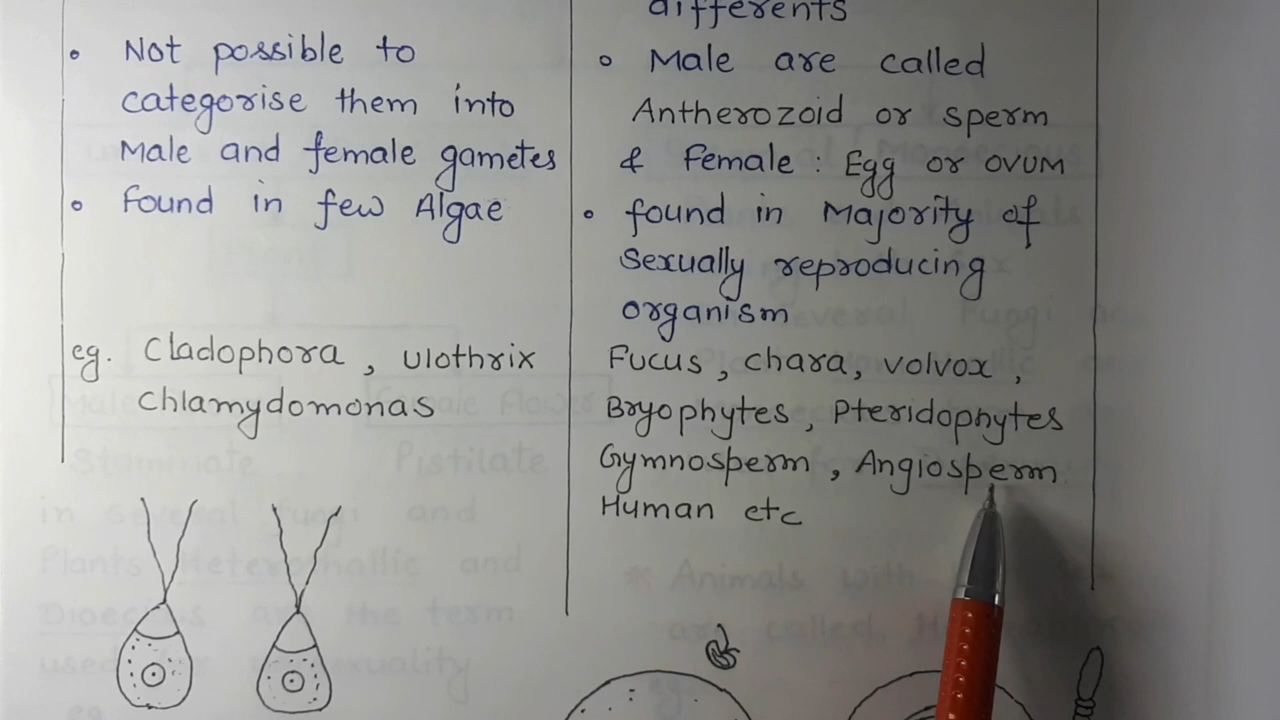 • Not possible to
categorise them into
Male and female gametes
• Found in few Algae
eg. Cladophora, ulothrix
Chlamydomonas
differents
• Male are called
Antherozoid or sperm
& Female : Egg or ovum
• found in Majority of
Sexually reproducing
organism
Fucus, chara, volvox,
Bryophytes, Pteridophytes
Gymnosperm, Angiosperm
Human etc